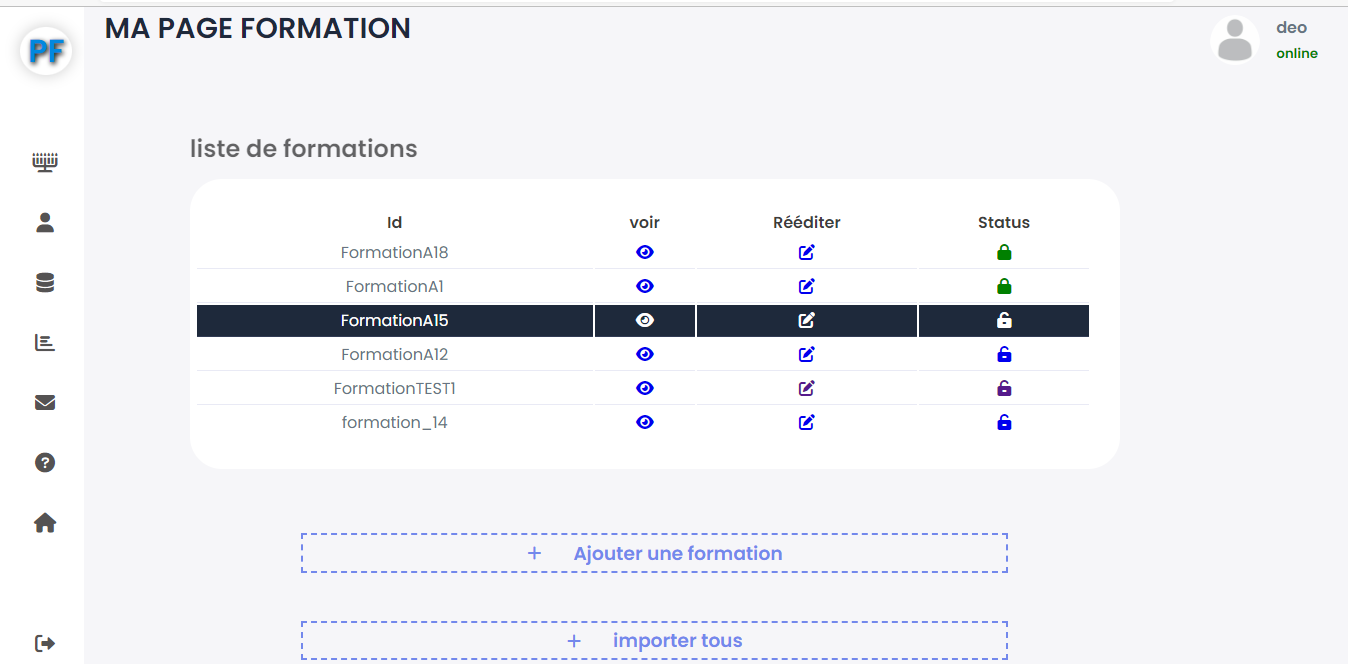 MA PAGE FORMATION
deo
online
PF
liste de formations
Id voir Rééditer Status
FormationA18
FormationA1
FormationA15
FormationA12
FormationTEST1
formation_14
+ Ajouter une formation
+ importer tous